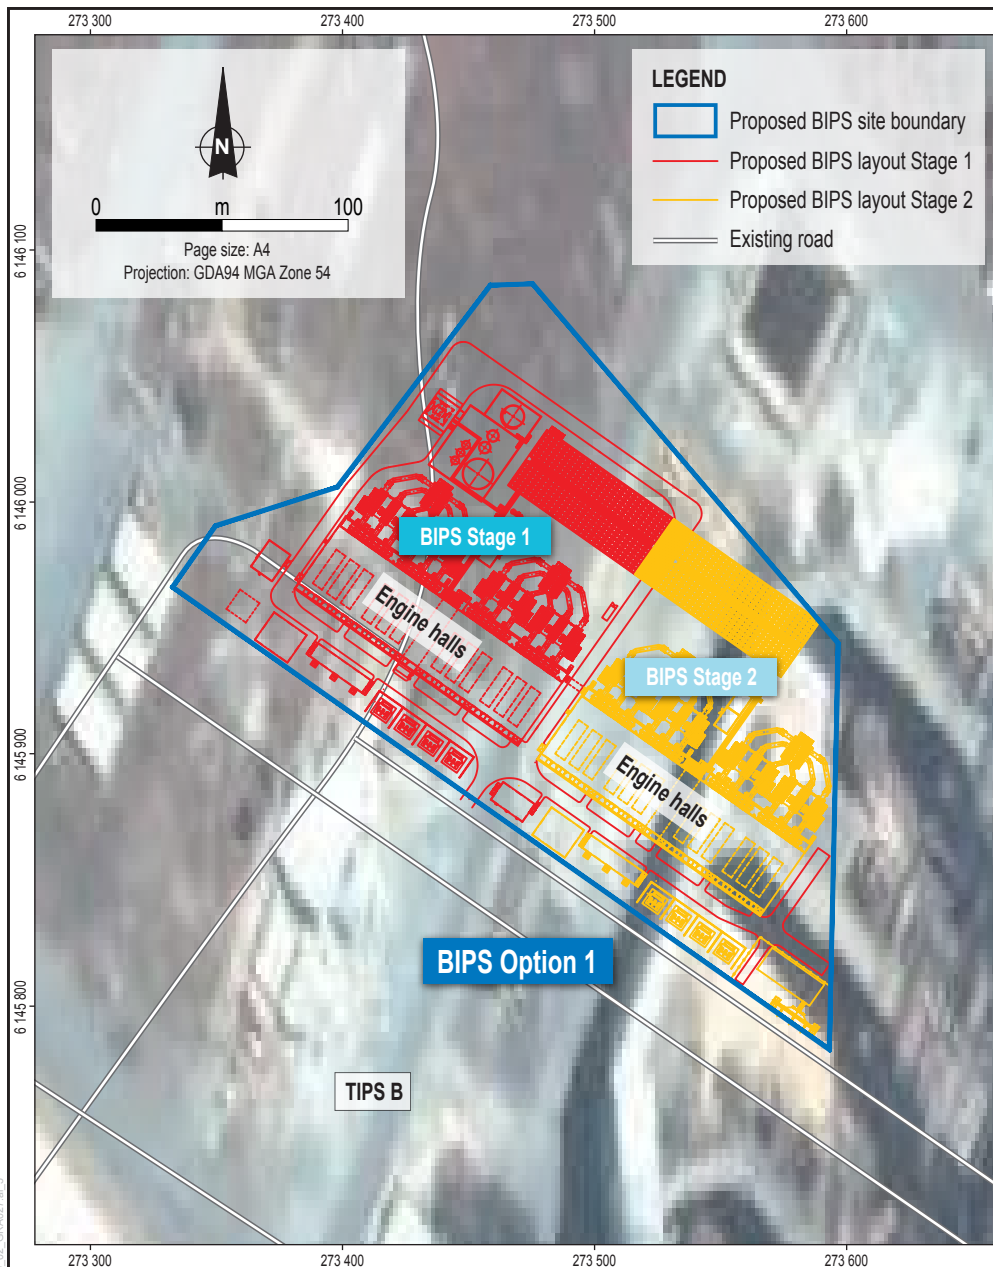 273 300
273 400
273 500
273 600
N
0
m
100
Page size: A4
Projection: GDA94 MGA Zone 54
LEGEND
Proposed BIPS site boundary
Proposed BIPS layout Stage 1
Proposed BIPS layout Stage 2
Existing road
6 146 100
6 146 000
6 145 900
6 145 800
BIPS Stage 1
Engine halls
BIPS Stage 2
Engine halls
BIPS Option 1
TIPS B
273 300
273 400
273 500
273 600